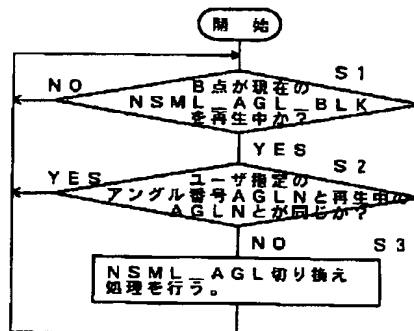 開 始
S1
NO
B点が現在の
NSML_AGL_BLK
を再生中か?
YES
S2
YES
ユーザ指定の
アングル番号AGLNと再生中の
AGLNとが同じか?
NO
S3
NSML_AGL切り換え
処理を行う。